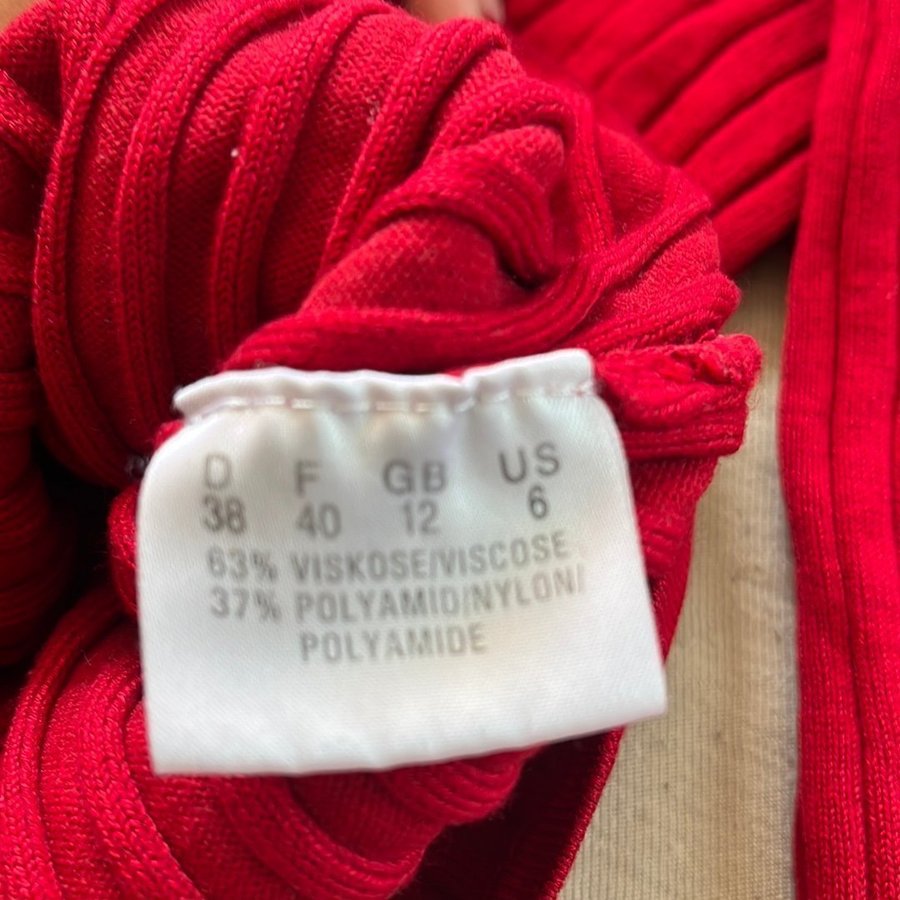 D F GB US
38 40 12 6
63% VISKOSE/VISCOSE
37% POLYAMID/NYLON/
POLYAMIDE